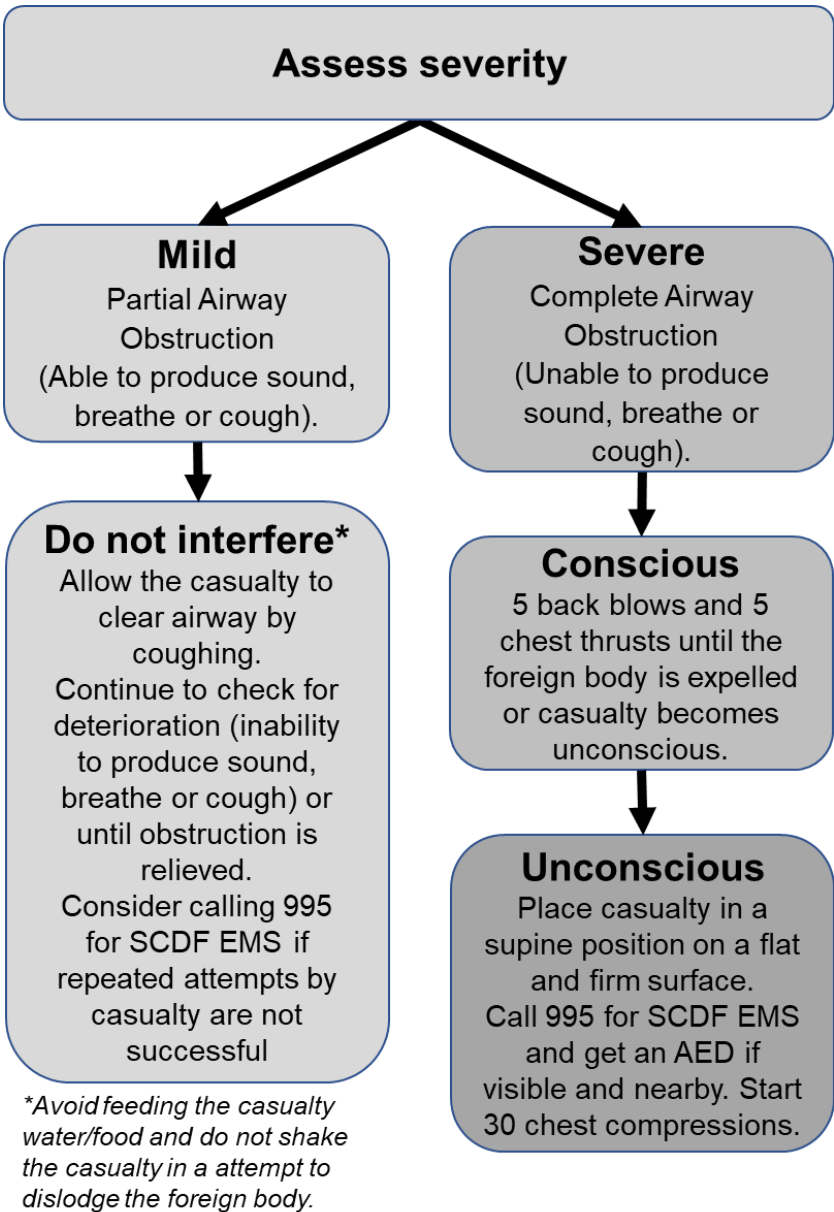 Assess severity
Mild
Partial Airway
Obstruction
(Able to produce sound,
breathe or cough).
Severe
Complete Airway
Obstruction
(Unable to produce
sound, breathe or
cough).
Do not interfere*
Allow the casualty to
clear airway by
coughing.
Continue to check for
deterioration (inability
to produce sound,
breathe or cough) or
until obstruction is
relieved.
Consider calling 995
for SCDF EMS if
repeated attempts by
casualty are not
successful
*Avoid feeding the casualty
water/food and do not shake
the casualty in a attempt to
dislodge the foreign body.
Conscious
5 back blows and 5
chest thrusts until the
foreign body is expelled
or casualty becomes
unconscious.
Unconscious
Place casualty in a
supine position on a flat
and firm surface.
Call 995 for SCDF EMS
and get an AED if
visible and nearby. Start
30 chest compressions.